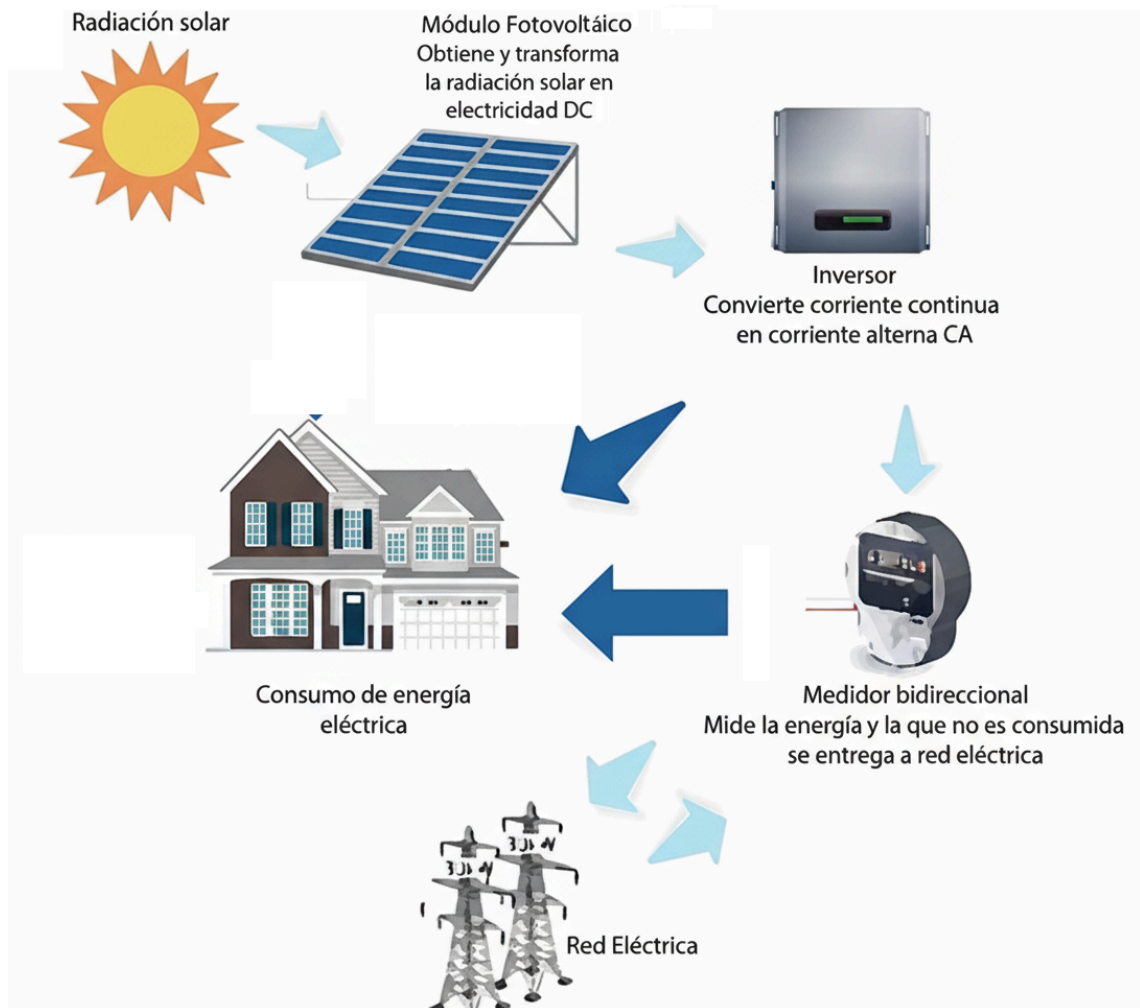 Radiación solar
Módulo Fotovoltáico
Obtiene y transforma
la radiación solar en
electricidad DC
Inversor
Convierte corriente continua
en corriente alterna CA
Consumo de energía
eléctrica
Medidor bidireccional
Mide la energía y la que no es consumida
se entrega a red eléctrica
Red Eléctrica